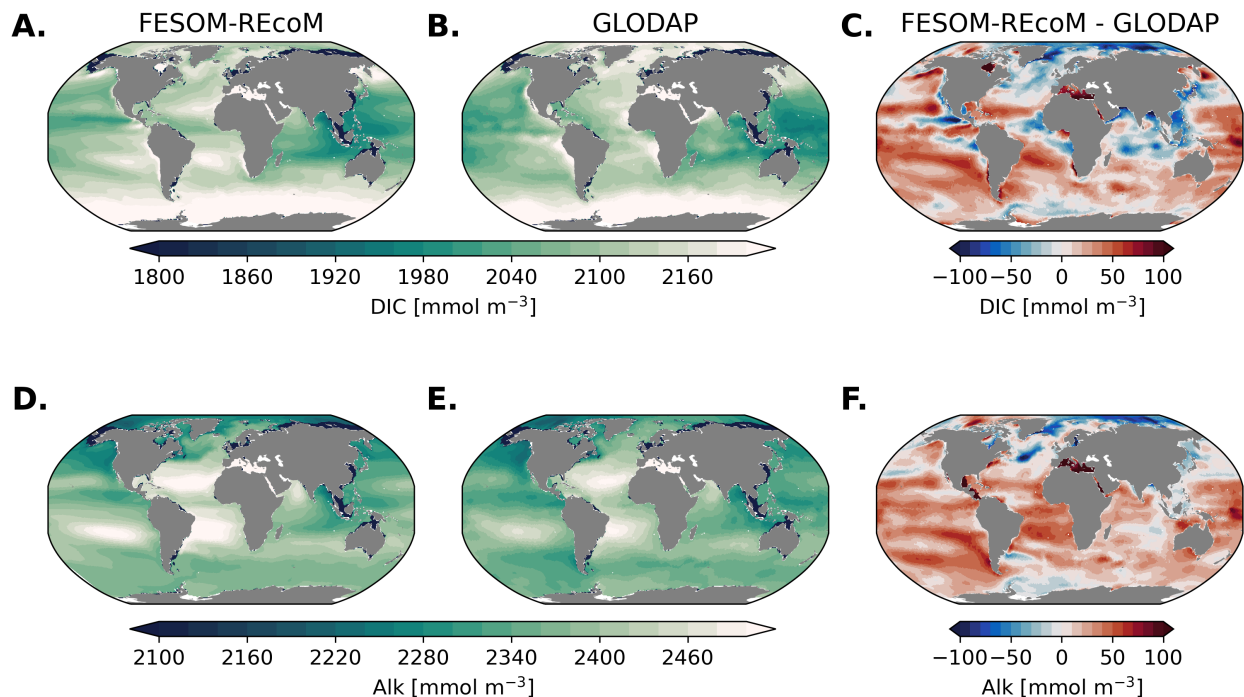 A. FESOM-REcoM B. GLODAP C. FESOM-REcoM - GLODAP
1800 1860 1920 1980 2040 2100 2160 −100 −50 0 50 100
DIC [mmol m⁻³] DIC [mmol m⁻³]
D. E. F.
2100 2160 2220 2280 2340 2400 2460 −100 −50 0 50 100
Alk [mmol m⁻³] Alk [mmol m⁻³]